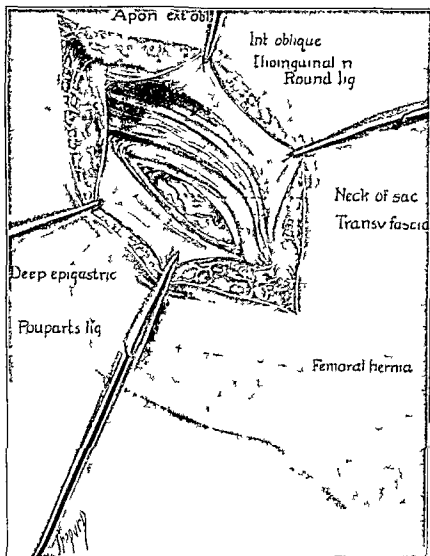 Apon ext obl
Int oblique
Ilioinguinal n
Round lig
Neck of sac
Transv fascia
Deep epigastric
Pouparts lig
Femoral hernia